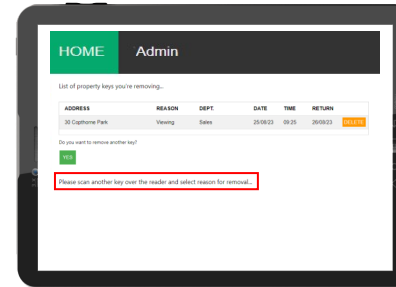 HOME Admin
List of property keys you're removing...
ADDRESS REASON DEPT. DATE TIME RETURN
30 Copthorne Park Viewing Sales 25/08/23 09:25 26/08/23 DELETE
Do you want to remove another key?
YES
Please scan another key over the reader and select reason for removal...